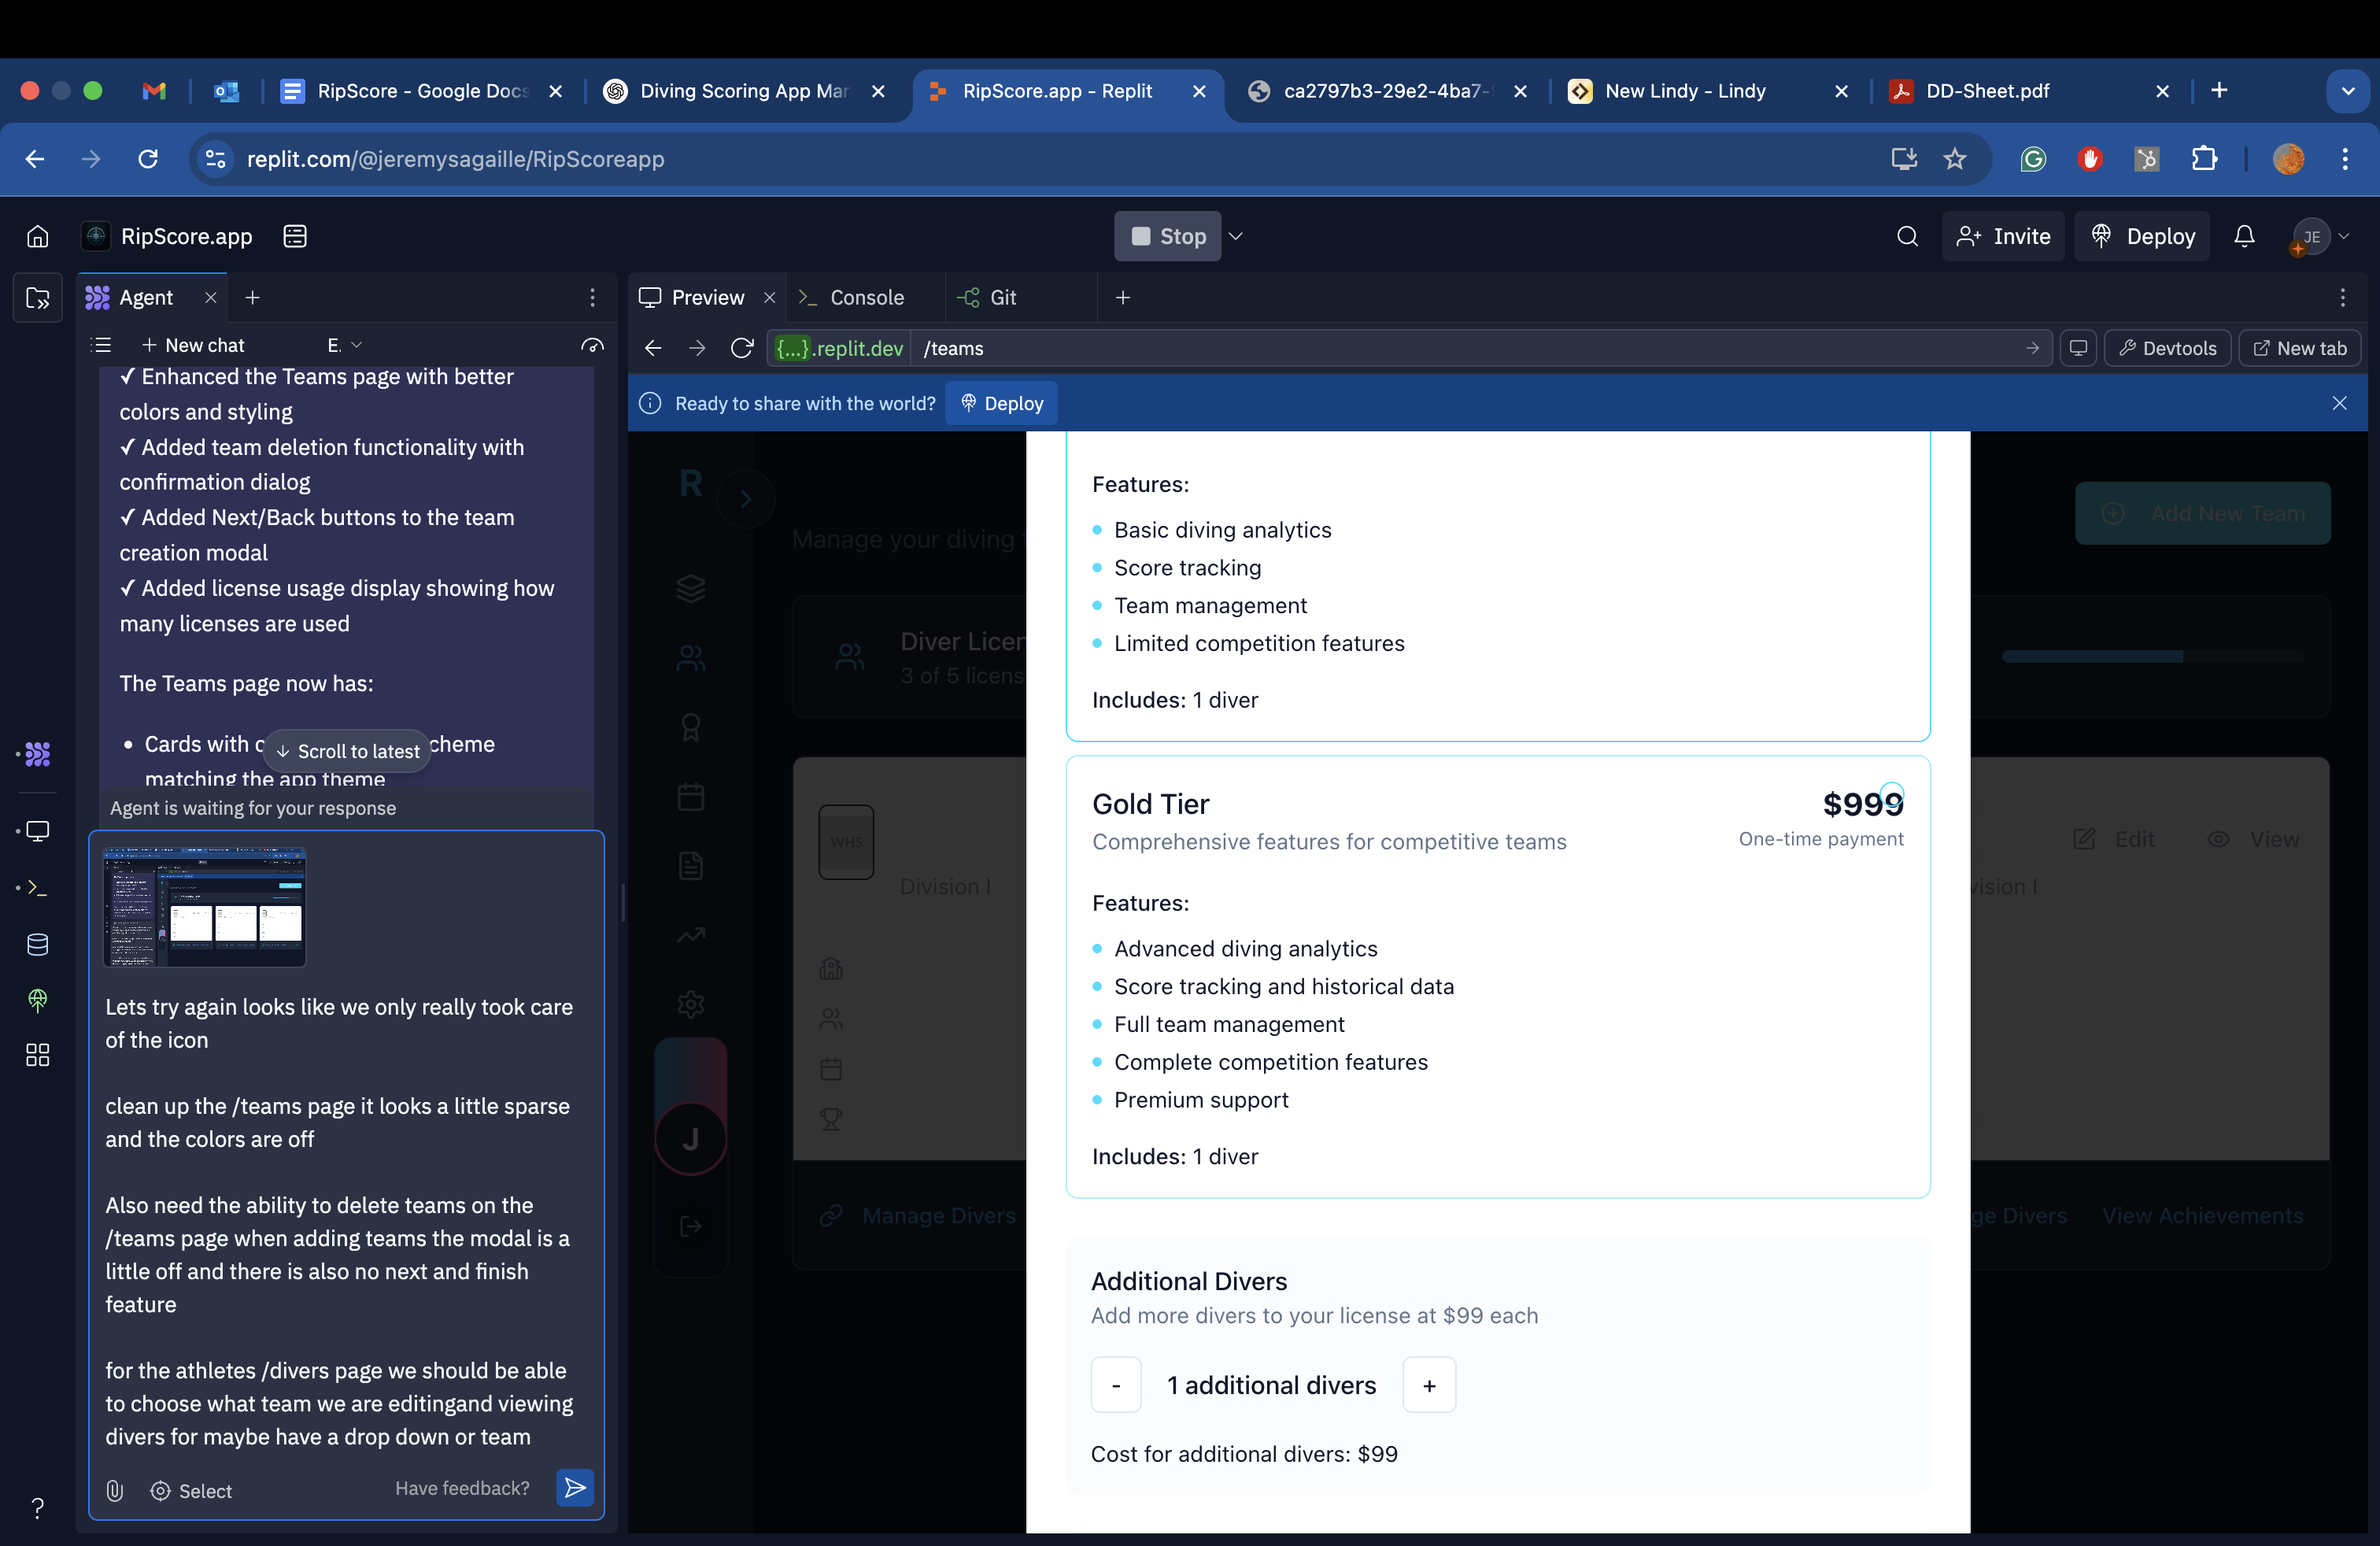 RipScore - Google Docs
Diving Scoring App Mar
RipScore.app - Replit
ca2797b3-29e2-4ba7-
New Lindy - Lindy
DD-Sheet.pdf
replit.com/@jeremysagaille/RipScoreapp
RipScore.app
Stop
Invite
Deploy
JE
Agent
Preview
Console
Git
New chat
E.
{...}.replit.dev
/teams
Devtools
New tab
Ready to share with the world?
Deploy
✓ Enhanced the Teams page with better
colors and styling
✓ Added team deletion functionality with
confirmation dialog
✓ Added Next/Back buttons to the team
creation modal
✓ Added license usage display showing how
many licenses are used
The Teams page now has:
• Cards with c
cheme
matching the app theme
↓ Scroll to latest
Agent is waiting for your response
Lets try again looks like we only really took care
of the icon
clean up the /teams page it looks a little sparse
and the colors are off
Also need the ability to delete teams on the
/teams page when adding teams the modal is a
little off and there is also no next and finish
feature
for the athletes /divers page we should be able
to choose what team we are editingand viewing
divers for maybe have a drop down or team
Select
Have feedback?
?
R
Manage your diving
Add New Team
Diver Licen
3 of 5 licens
WHS
Division I
J
Manage Divers
Edit
View
vision I
ge Divers
View Achievements
Features:
• Basic diving analytics
• Score tracking
• Team management
• Limited competition features
Includes: 1 diver
Gold Tier
$999
Comprehensive features for competitive teams
One-time payment
Features:
• Advanced diving analytics
• Score tracking and historical data
• Full team management
• Complete competition features
• Premium support
Includes: 1 diver
Additional Divers
Add more divers to your license at $99 each
- 1 additional divers +
Cost for additional divers: $99